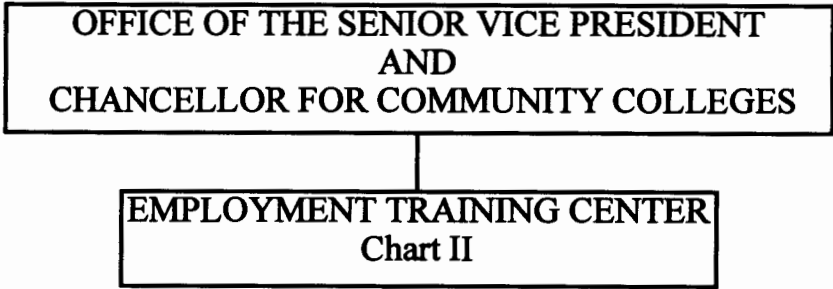 OFFICE OF THE SENIOR VICE PRESIDENT
AND
CHANCELLOR FOR COMMUNITY COLLEGES
EMPLOYMENT TRAINING CENTER
Chart II